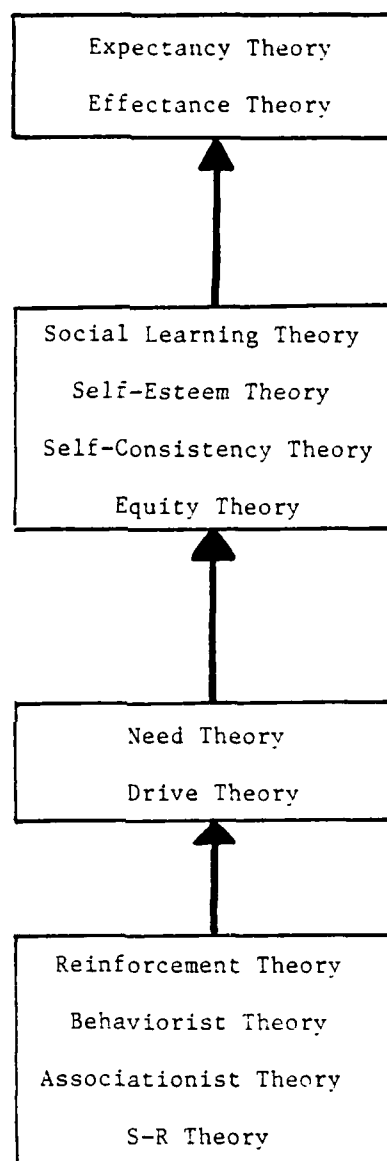 Expectancy Theory
Effectance Theory
Social Learning Theory
Self-Esteem Theory
Self-Consistency Theory
Equity Theory
Need Theory
Drive Theory
Reinforcement Theory
Behaviorist Theory
Associationist Theory
S-R Theory